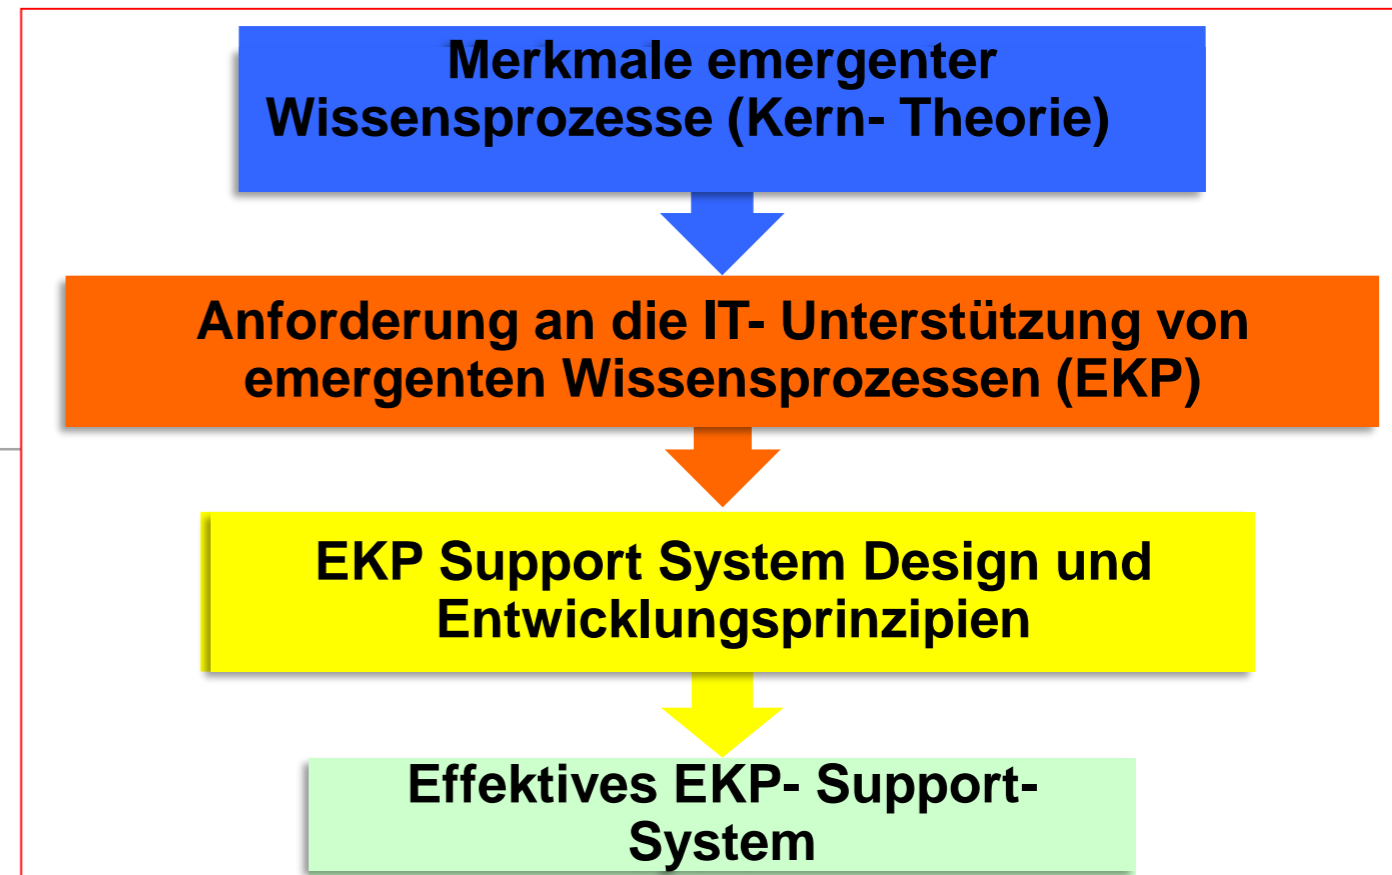 Merkmale emergenter
Wissensprozesse (Kern- Theorie)
Anforderung an die IT- Unterstützung von
emergenten Wissensprozessen (EKP)
EKP Support System Design und
Entwicklungsprinzipien
Effektives EKP- Support-
System